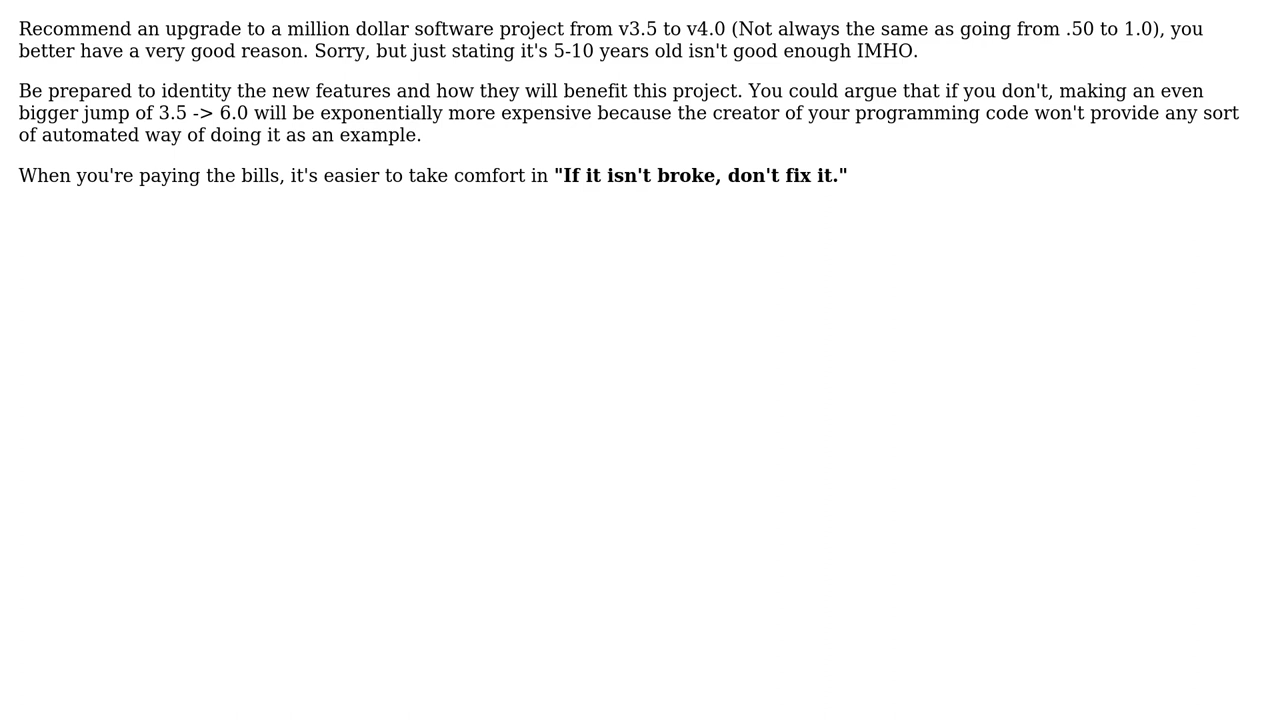 Recommend an upgrade to a million dollar software project from v3.5 to v4.0 (Not always the same as going from .50 to 1.0), you
better have a very good reason. Sorry, but just stating it's 5-10 years old isn't good enough IMHO.
Be prepared to identity the new features and how they will benefit this project. You could argue that if you don't, making an even
bigger jump of 3.5 -> 6.0 will be exponentially more expensive because the creator of your programming code won't provide any sort
of automated way of doing it as an example.
When you're paying the bills, it's easier to take comfort in "If it isn't broke, don't fix it."